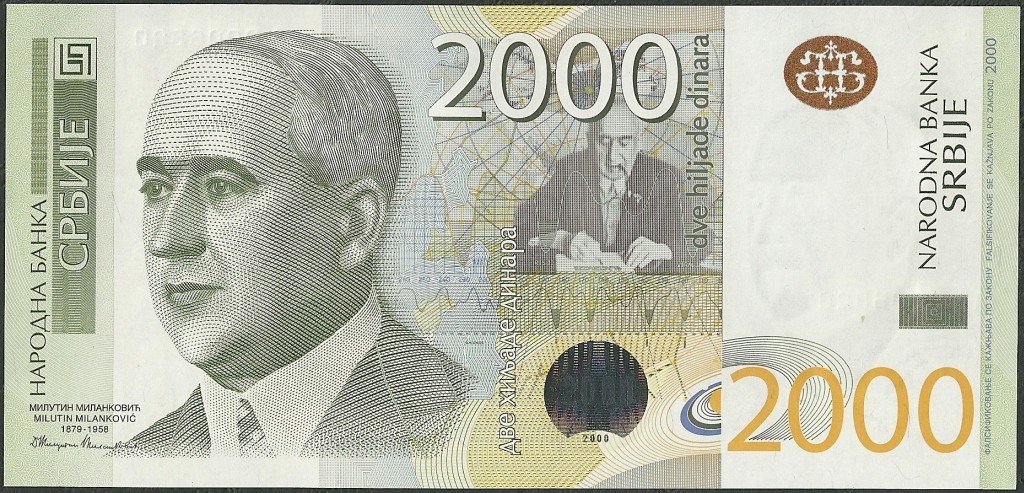 НАРОДНА БАНКА
СРБИЈЕ
МИЛУТИН МИЛАНКОВИЋ
MILUTIN MILANKOVIĆ
1879-1958
2000
две хиљаде динара
dve hiljade dinara
2000
NARODNA BANKA
SRBIJE
2000
ФАЛСИФИКОВАЊЕ СЕ КАЖЊАВА ПО ЗАКОНУ FALSIFIKOVANJE SE KAŽNJAVA PO ZAKONU 2000